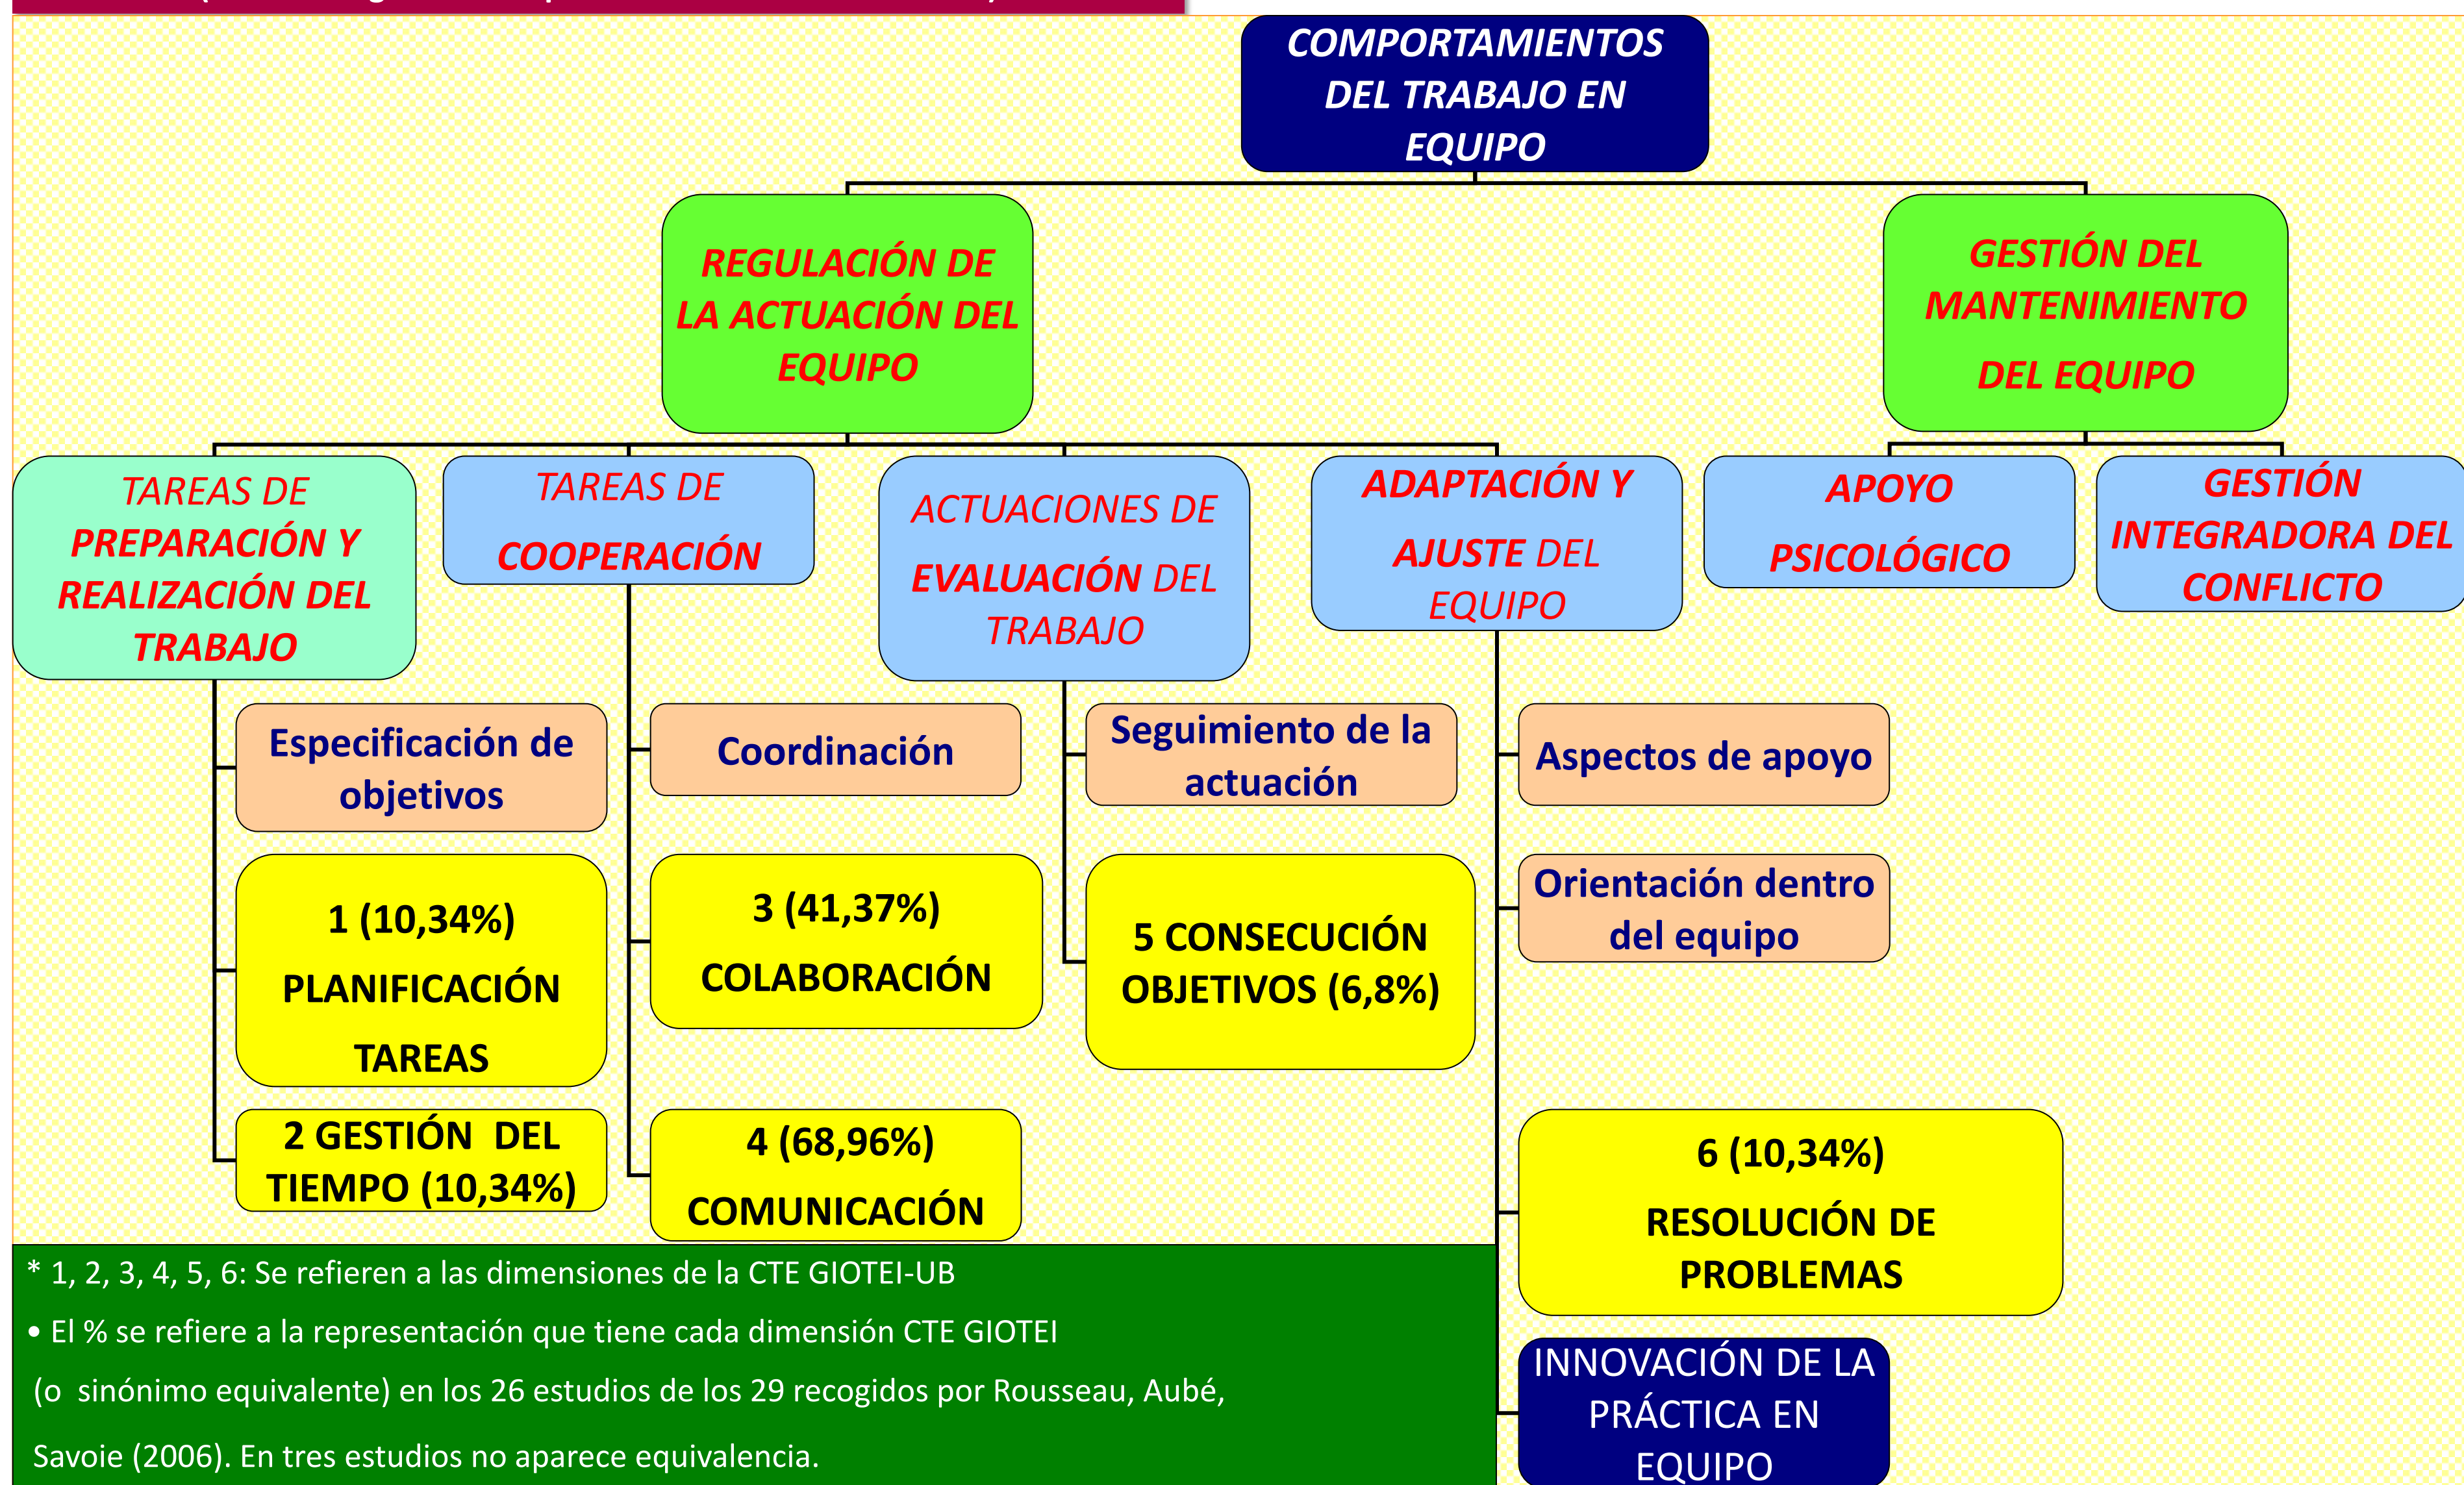 COMPORTAMIENTOS
DEL TRABAJO EN
EQUIPO
REGULACIÓN DE
LA ACTUACIÓN DEL
EQUIPO
GESTIÓN DEL
MANTENIMIENTO
DEL EQUIPO
TAREAS DE
PREPARACIÓN Y
REALIZACIÓN DEL
TRABAJO
TAREAS DE
COOPERACIÓN
ACTUACIONES DE
EVALUACIÓN DEL
TRABAJO
ADAPTACIÓN Y
AJUSTE DEL
EQUIPO
APOYO
PSICOLÓGICO
GESTIÓN
INTEGRADORA DEL
CONFLICTO
Especificación de
objetivos
Coordinación
Seguimiento de la
actuación
Aspectos de apoyo
1 (10,34%)
PLANIFICACIÓN
TAREAS
3 (41,37%)
COLABORACIÓN
5 CONSECUCIÓN
OBJETIVOS (6,8%)
Orientación dentro
del equipo
2 GESTIÓN DEL
TIEMPO (10,34%)
4 (68,96%)
COMUNICACIÓN
6 (10,34%)
RESOLUCIÓN DE
PROBLEMAS
INNOVACIÓN DE LA
PRÁCTICA EN
EQUIPO
* 1, 2, 3, 4, 5, 6: Se refieren a las dimensiones de la CTE GIOTEI-UB
• El % se refiere a la representación que tiene cada dimensión CTE GIOTEI
(o sinónimo equivalente) en los 26 estudios de los 29 recogidos por Rousseau, Aubé,
Savoie (2006). En tres estudios no aparece equivalencia.